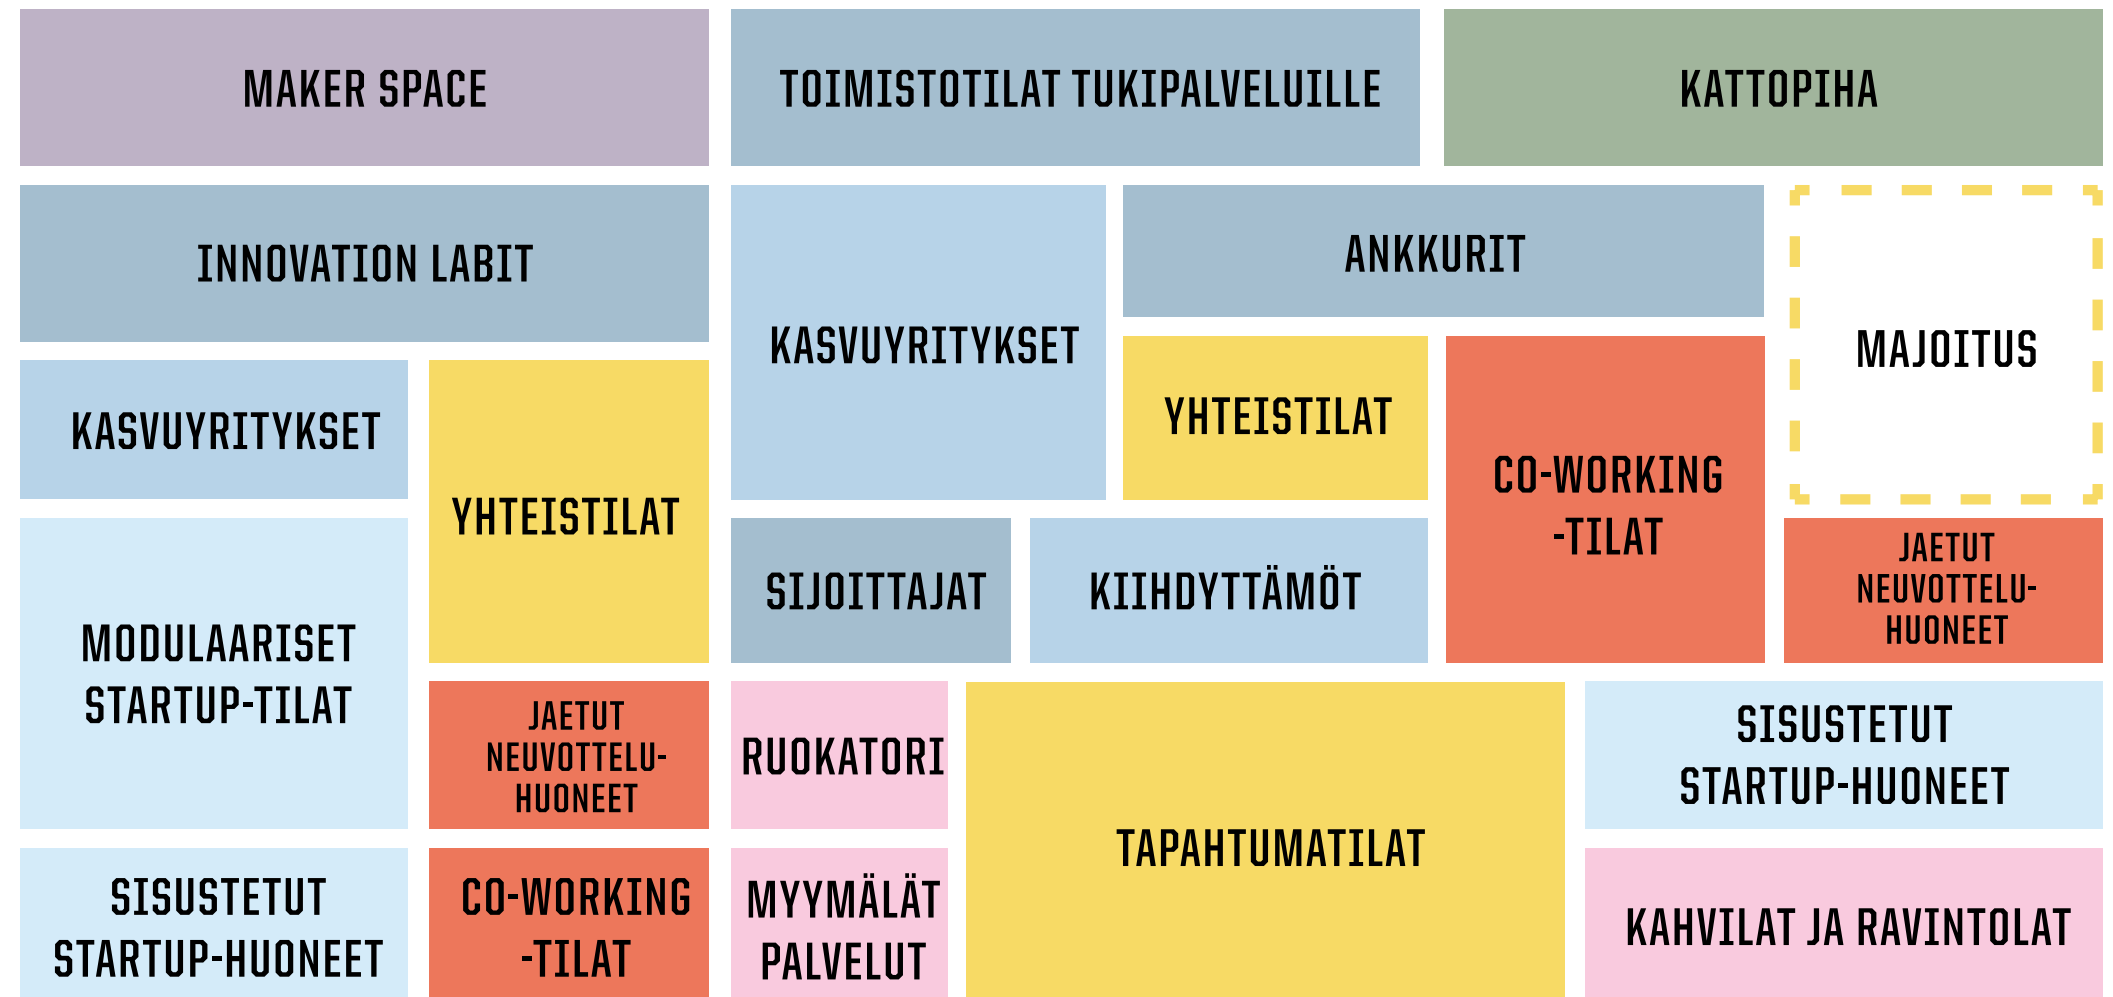 MAKER SPACE
TOIMISTOTILAT TUKIPALVELUILLE
KATTOPIHA
INNOVATION LABIT
KASVUYRITYKSET
ANKKURIT
MAJOITUS
KASVUYRITYKSET
YHTEISTILAT
YHTEISTILAT
CO-WORKING
-TILAT
SIJOITTAJAT
KIIHDYTTÄMÖT
JAETUT
NEUVOTTELU-
HUONEET
MODULAARISET
STARTUP-TILAT
JAETUT
NEUVOTTELU-
HUONEET
RUOKATORI
TAPAHTUMATILAT
SISUSTETUT
STARTUP-HUONEET
SISUSTETUT
STARTUP-HUONEET
CO-WORKING
-TILAT
MYYMÄLÄT
PALVELUT
KAHVILAT JA RAVINTOLAT